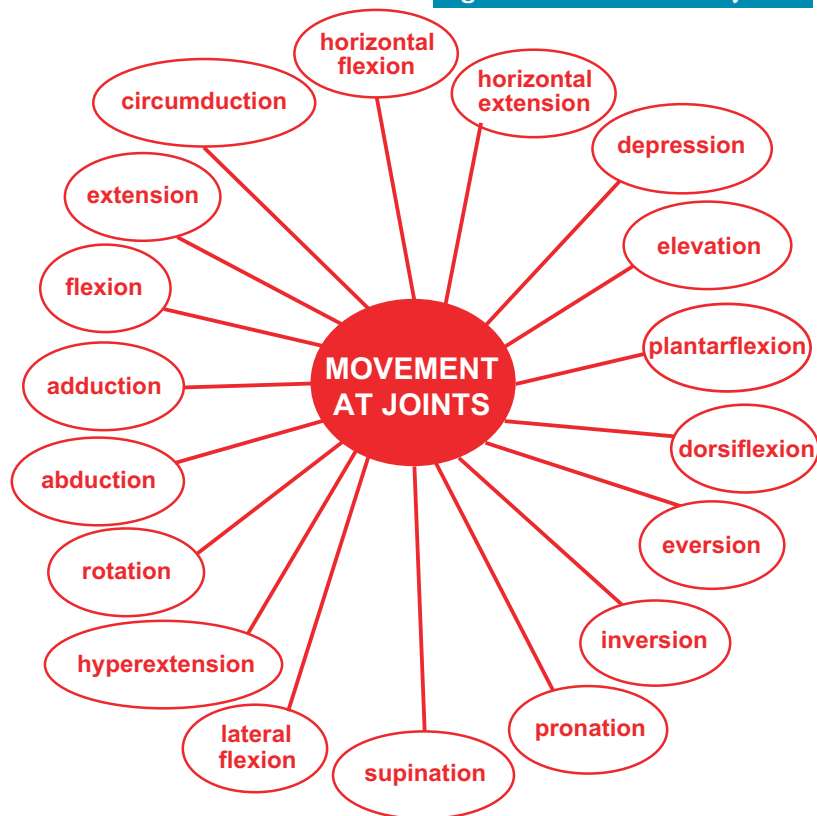 horizontal
flexion
horizontal
extension
depression
elevation
plantarflexion
dorsiflexion
eversion
inversion
pronation
supination
lateral
flexion
hyperextension
rotation
abduction
adduction
flexion
extension
circumduction
MOVEMENT
AT JOINTS